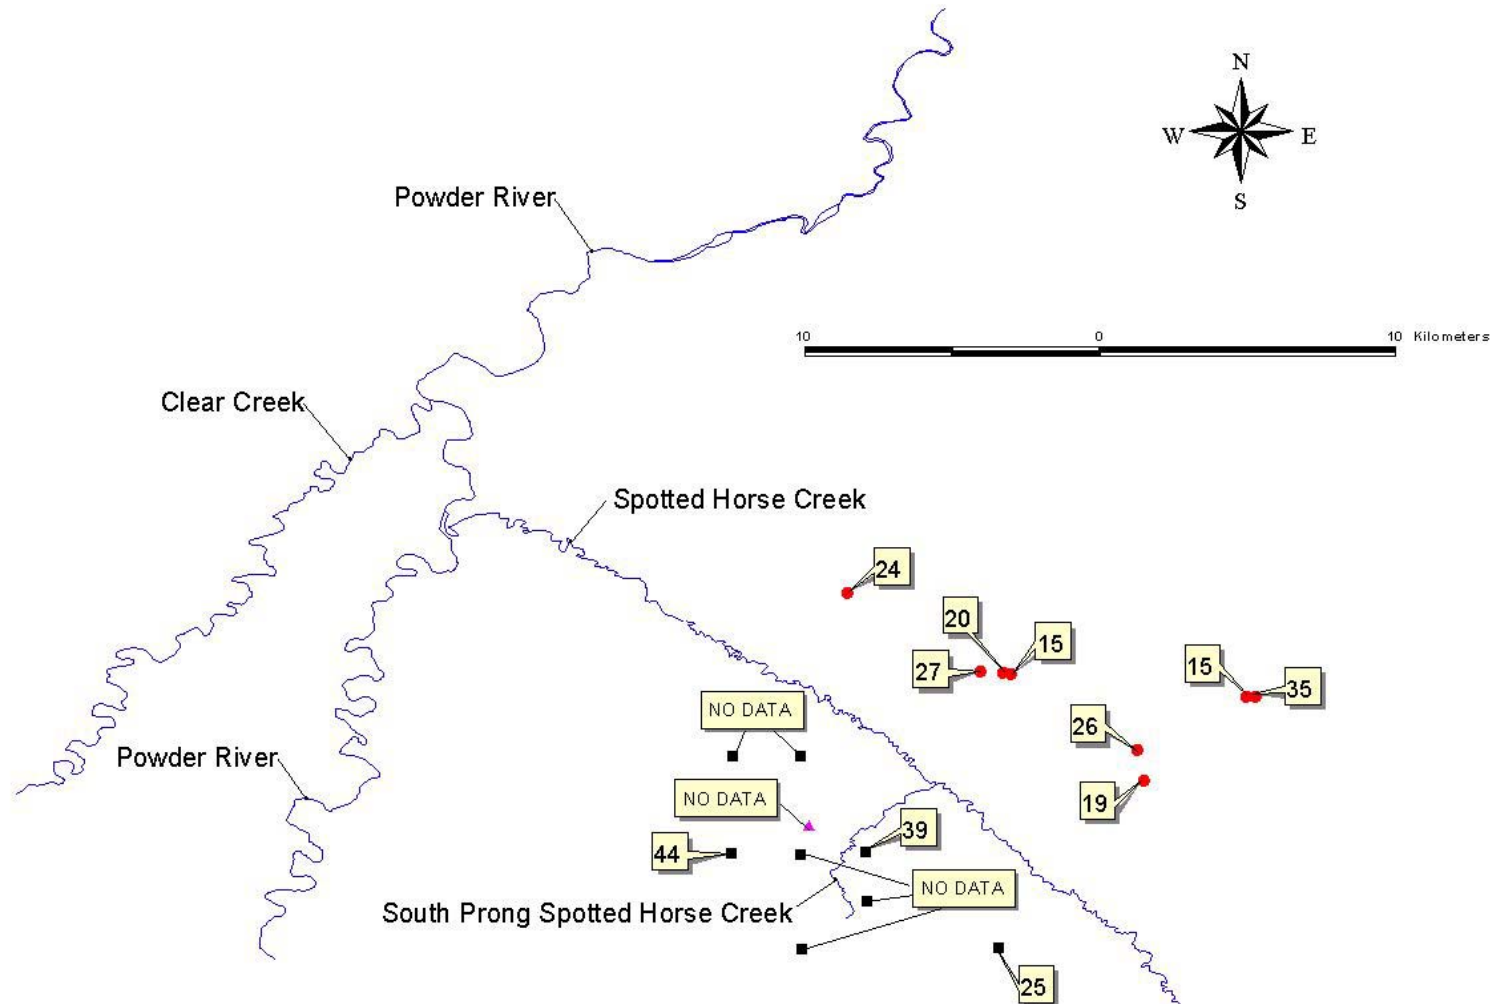 N
W E
S
Powder River
10 0 10 Kilometers
Clear Creek
Spotted Horse Creek
24
20
15
27
15
35
NO DATA
26
Powder River
NO DATA
19
39
44
NO DATA
South Prong Spotted Horse Creek
25